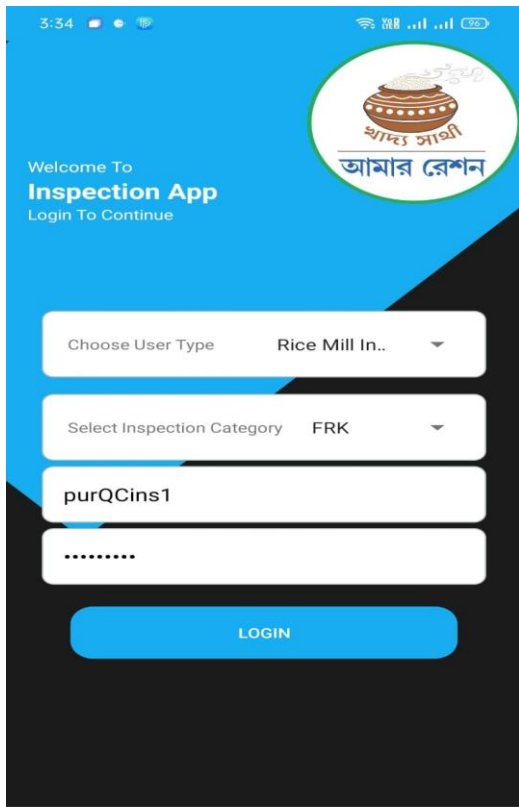 3:34
96
খাদ্য সাথী
আমার রেশন
Welcome To
Inspection App
Login To Continue
Choose User Type Rice Mill In..
Select Inspection Category FRK
purQCins1
•••••••••
LOGIN